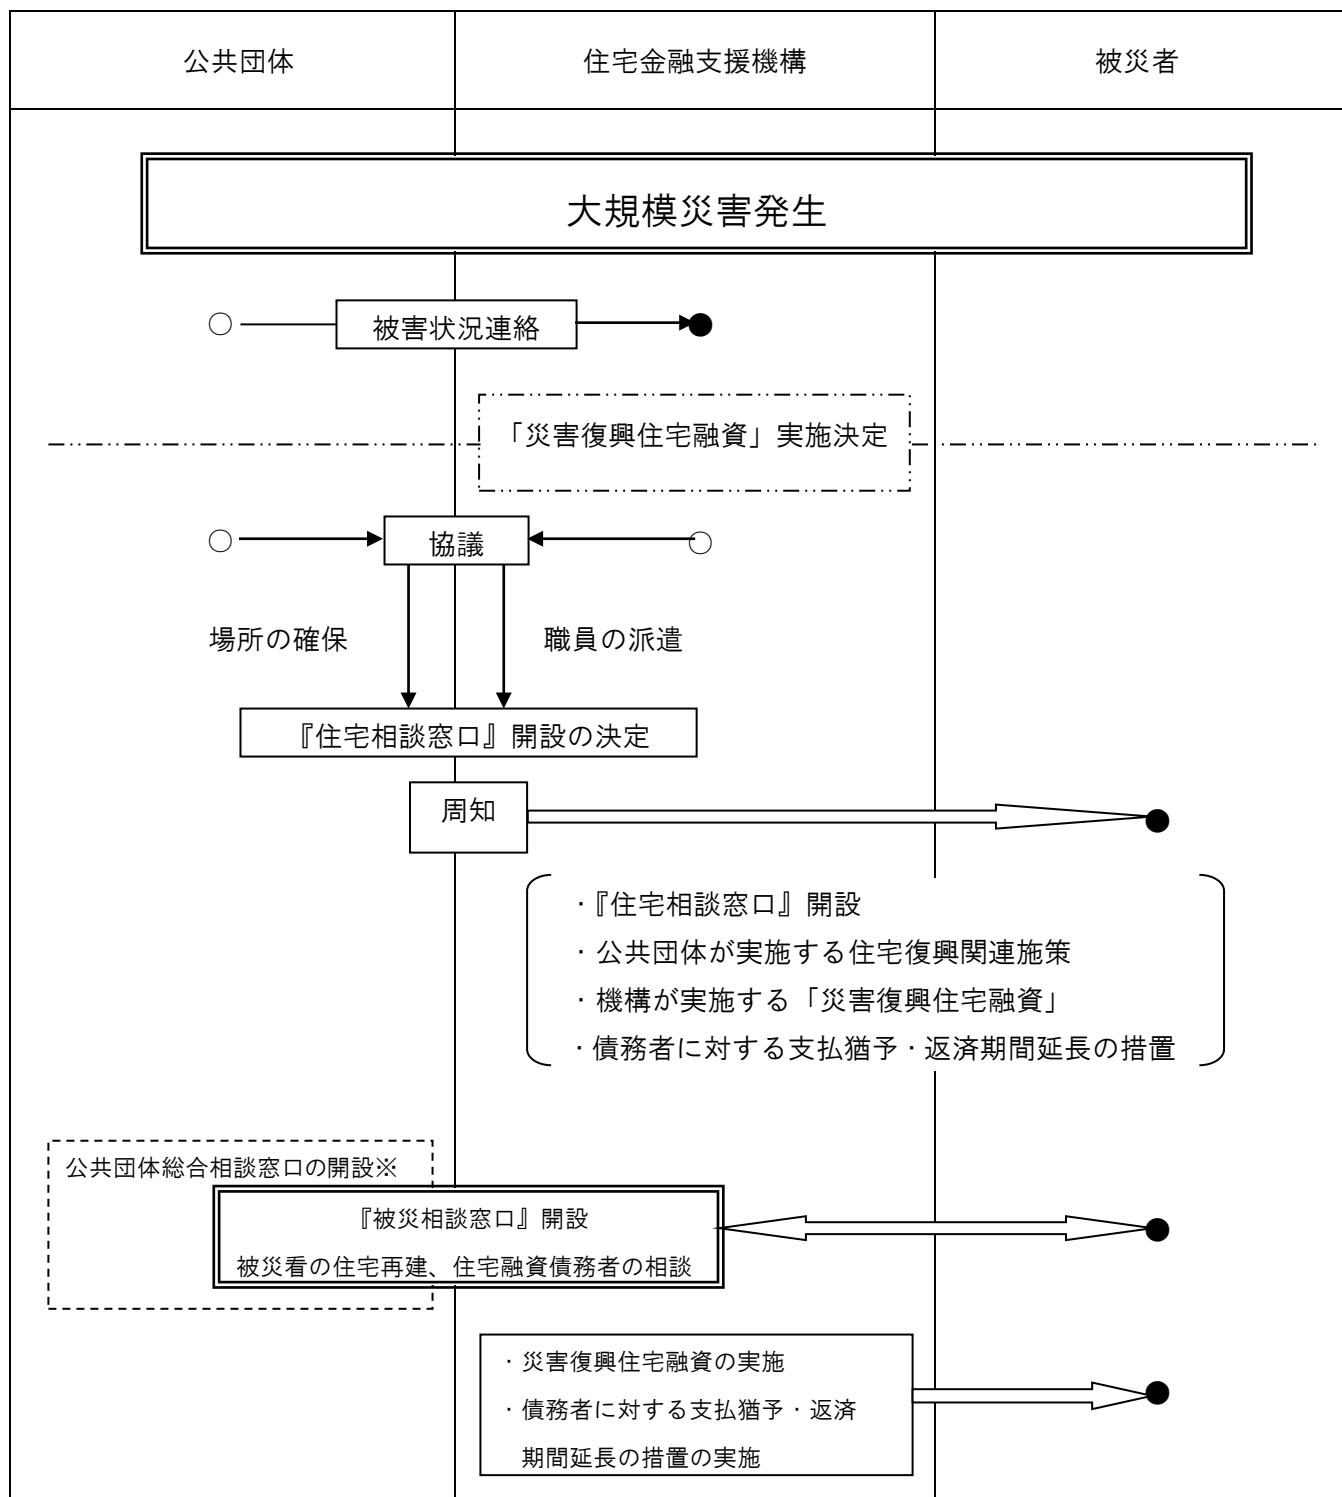 公共団体
住宅金融支援機構
被災者
大規模災害発生
被害状況連絡
「災害復興住宅融資」実施決定
協議
場所の確保
職員の派遣
『住宅相談窓口』開設の決定
周知
・『住宅相談窓口』開設
・公共団体が実施する住宅復興関連施策
・機構が実施する「災害復興住宅融資」
・債務者に対する支払猶予・返済期間延長の措置
公共団体総合相談窓口の開設※
『被災相談窓口』開設
被災看の住宅再建、住宅融資債務者の相談
・災害復興住宅融資の実施
・債務者に対する支払猶予・返済
期間延長の措置の実施